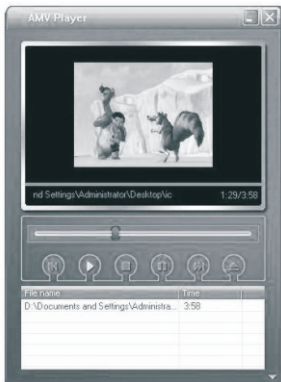 AMV Player
nd Settings\Administrator\Desktop\ic 1:29/3:58
File name Time
D:\Documents and Settings\Administra... 3:58